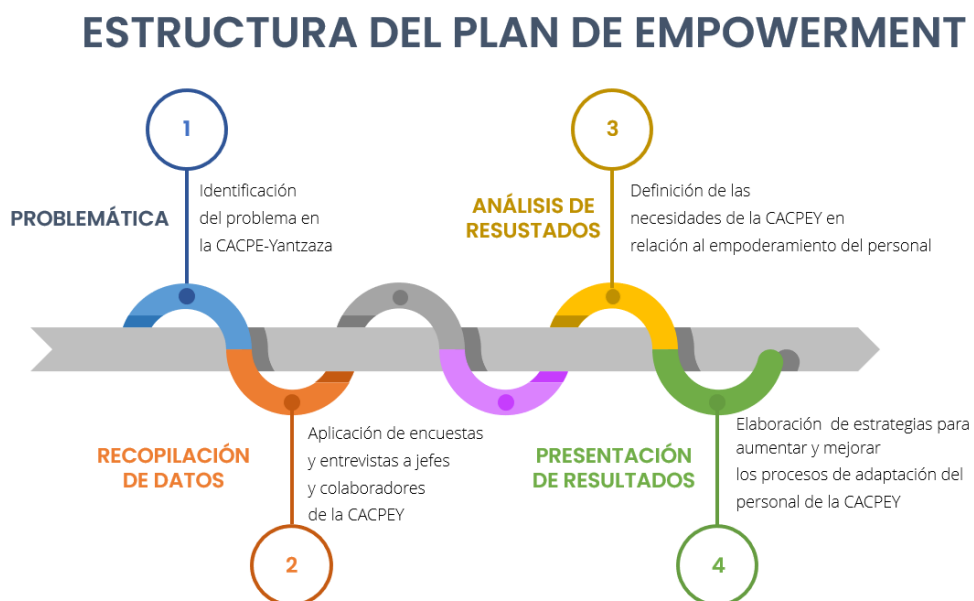 ESTRUCTURA DEL PLAN DE EMPOWERMENT
1
PROBLEMÁTICA
Identificación
del problema en
la CACPE-Yantzaza
RECOPILACIÓN
DE DATOS
Aplicación de encuestas
y entrevistas a jefes
y colaboradores
de la CACPEY
2
3
ANÁLISIS DE
RESUSTADOS
Definición de las
necesidades de la CACPEY en
relación al empoderamiento del personal
PRESENTACIÓN
DE RESULTADOS
Elaboración de estrategias para
aumentar y mejorar
los procesos de adaptación del
personal de la CACPEY
4